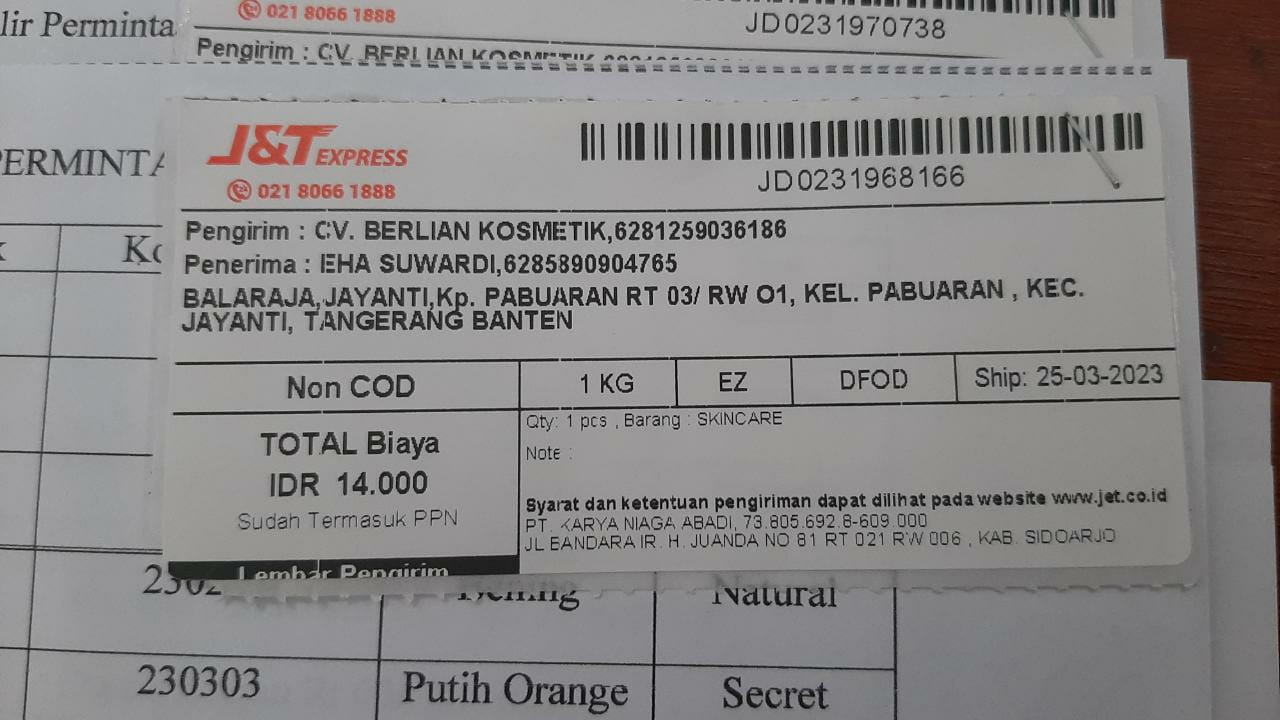 lir Perminta
021 8066 1888
JD0231970738
Pengirim : CV. BERLIAN KOSMETIK
PERMINTA
J&T EXPRESS
021 8066 1888
JD0231968166
Pengirim : CV. BERLIAN KOSMETIK,6281259036186
Penerima : EHA SUWARDI,6285890904765
BALARAJA,JAYANTI,Kp. PABUARAN RT 03/ RW O1, KEL. PABUARAN , KEC.
JAYANTI, TANGERANG BANTEN
Ko
Non COD
1 KG
EZ
DFOD
Ship: 25-03-2023
TOTAL Biaya
IDR 14.000
Sudah Termasuk PPN
Qty: 1 pcs , Barang : SKINCARE
Note :
Syarat dan ketentuan pengiriman dapat dilihat pada website www.jet.co.id
PT. KARYA NIAGA ABADI, 73.805.692.8-609.000
JL BANDARA IR. H. JUANDA NO 81 RT 021 RW 006 , KAB. SIDOARJO
Lembar Pengirim
2302
Natural
230303
Putih Orange
Secret